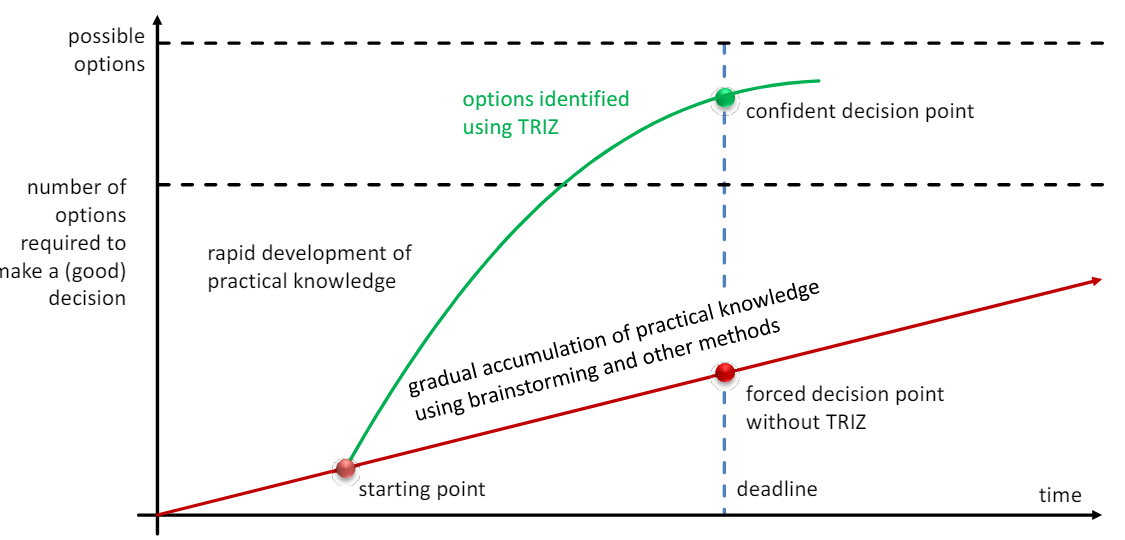 possible
options
options identified
using TRIZ
confident decision point
number of
options
required to
make a (good)
decision
rapid development of
practical knowledge
gradual accumulation of practical knowledge
using brainstorming and other methods
forced decision point
without TRIZ
starting point
deadline
time